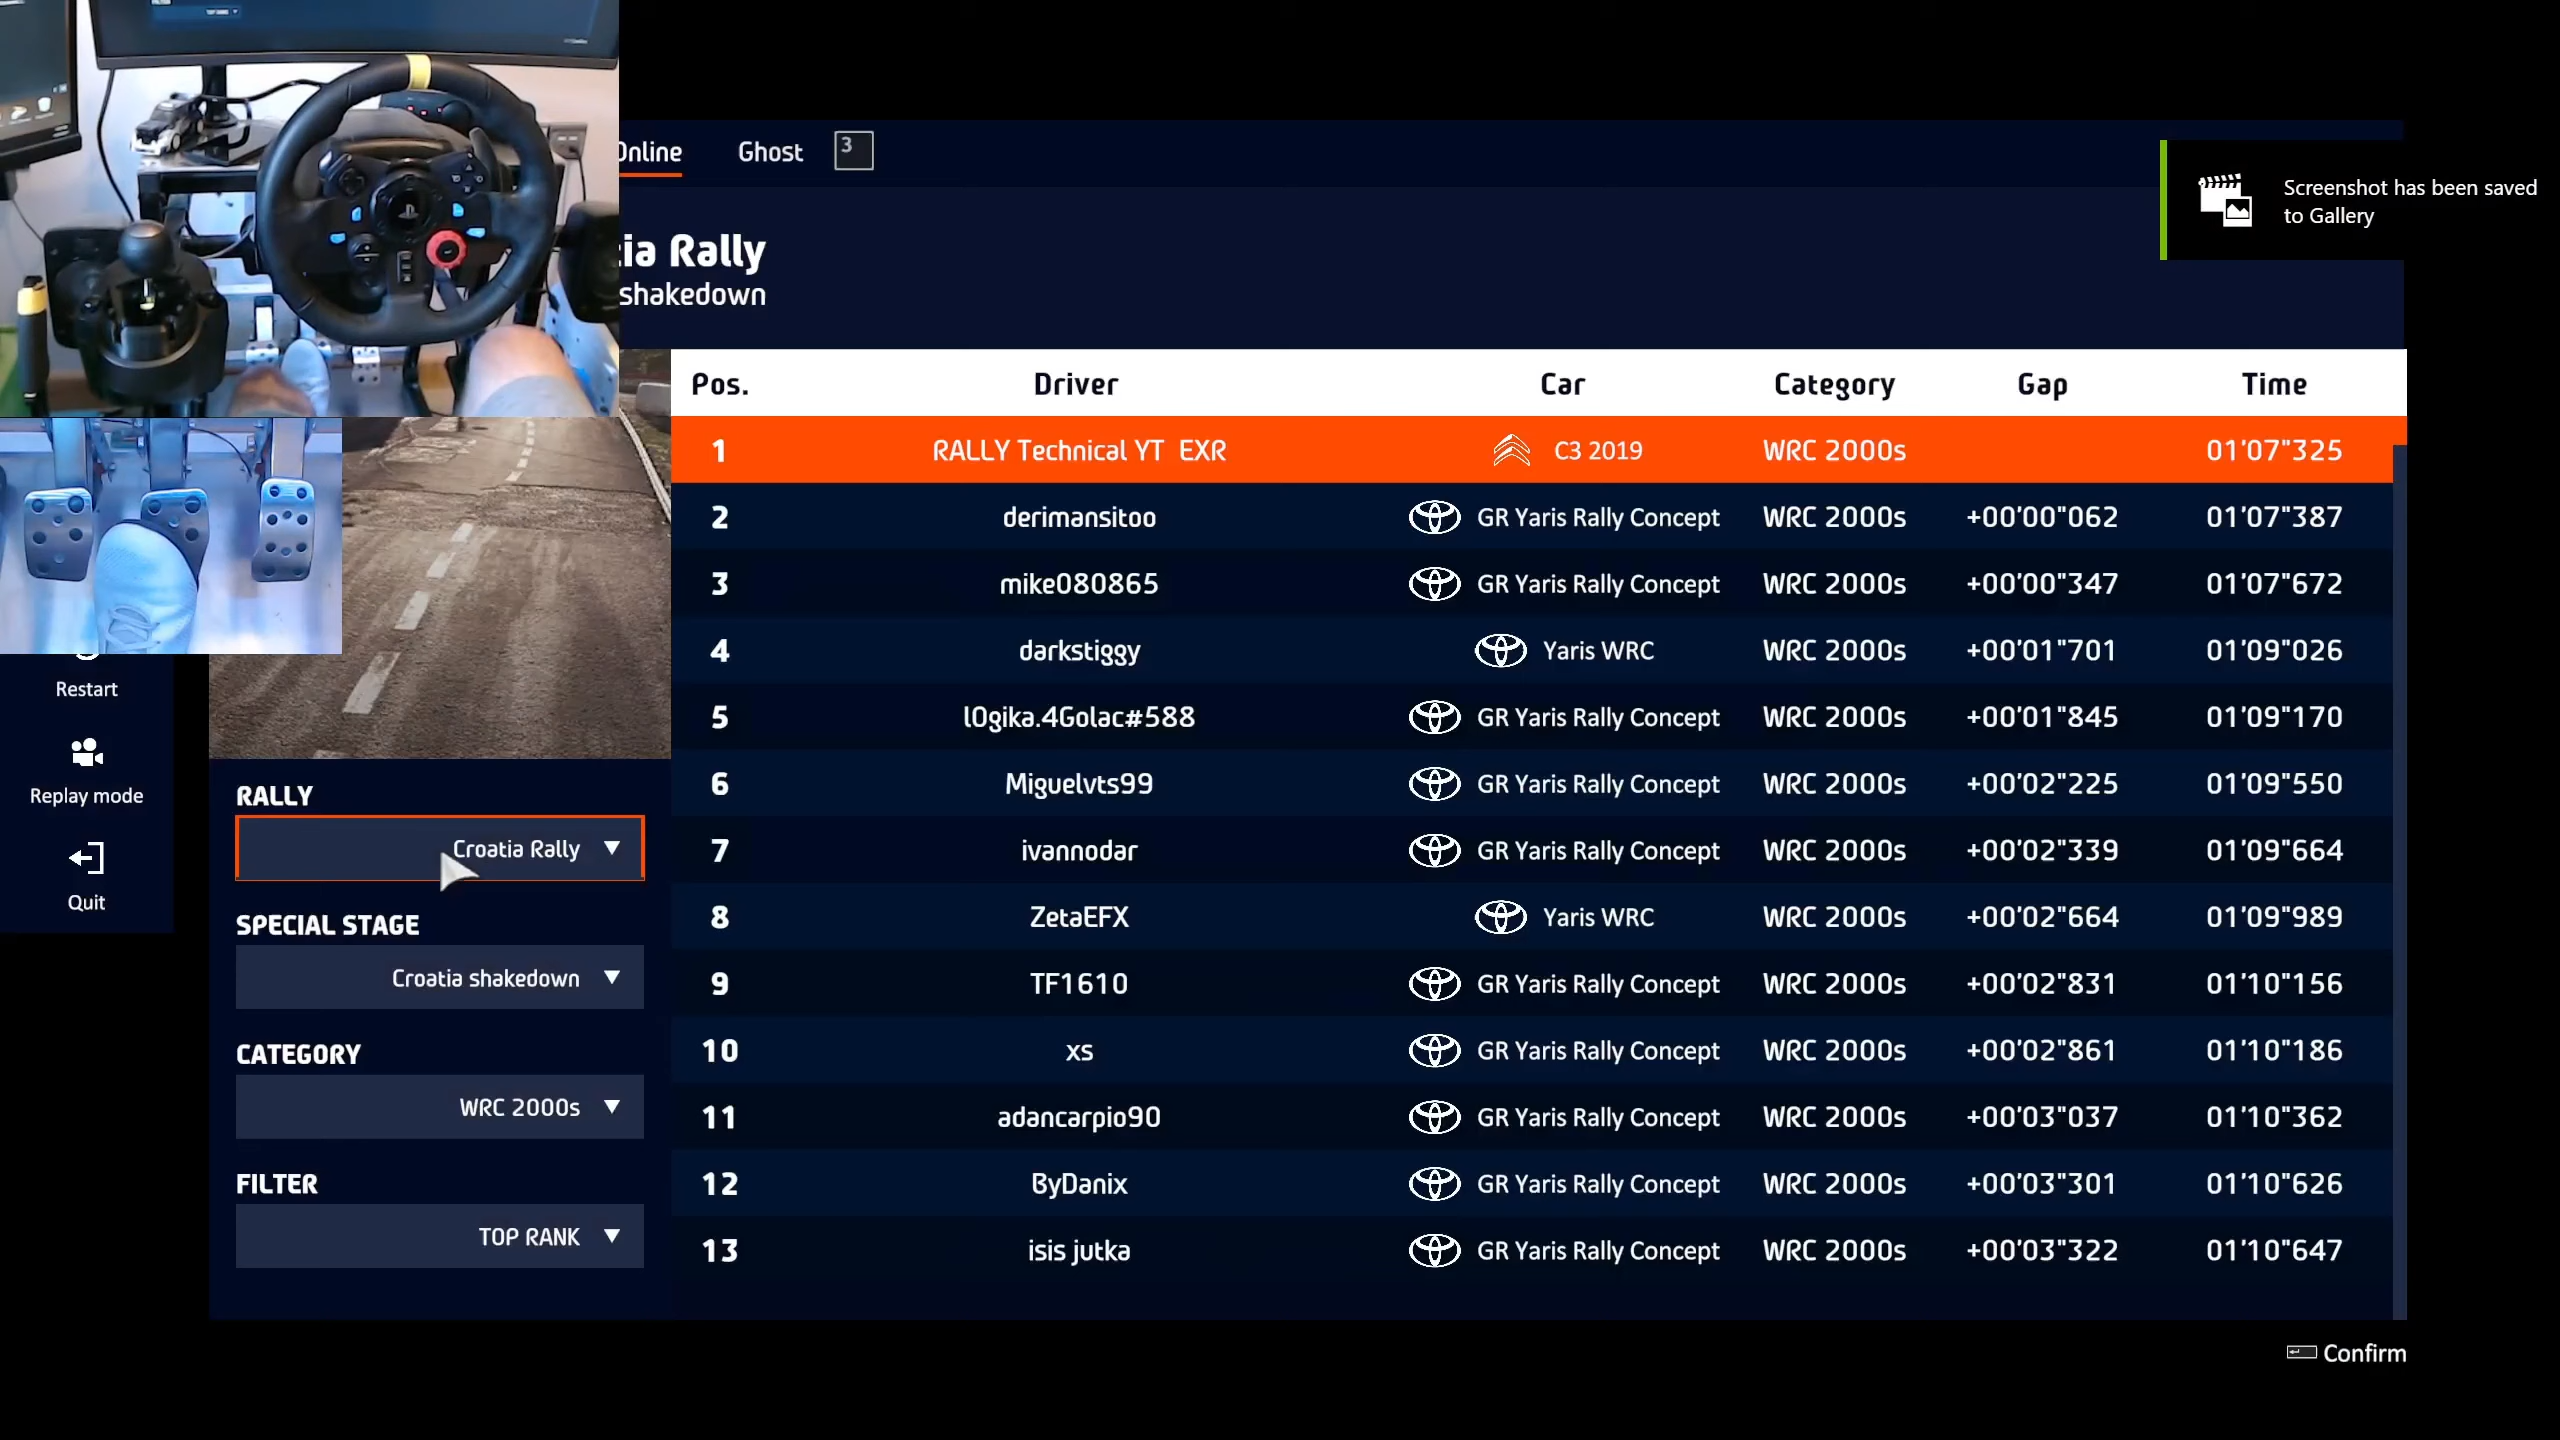 Online Ghost 3
Screenshot has been saved
to Gallery
ia Rally
shakedown
Pos. Driver Car Category Gap Time
1 RALLY Technical YT EXR C3 2019 WRC 2000s 01'07"325
2 derimansitoo GR Yaris Rally Concept WRC 2000s +00'00"062 01'07"387
3 mike080865 GR Yaris Rally Concept WRC 2000s +00'00"347 01'07"672
4 darkstiggy Yaris WRC WRC 2000s +00'01"701 01'09"026
5 l0gika.4Golac#588 GR Yaris Rally Concept WRC 2000s +00'01"845 01'09"170
6 Miguelvts99 GR Yaris Rally Concept WRC 2000s +00'02"225 01'09"550
7 ivannodar GR Yaris Rally Concept WRC 2000s +00'02"339 01'09"664
8 ZetaEFX Yaris WRC WRC 2000s +00'02"664 01'09"989
9 TF1610 GR Yaris Rally Concept WRC 2000s +00'02"831 01'10"156
10 xs GR Yaris Rally Concept WRC 2000s +00'02"861 01'10"186
11 adancarpio90 GR Yaris Rally Concept WRC 2000s +00'03"037 01'10"362
12 ByDanix GR Yaris Rally Concept WRC 2000s +00'03"301 01'10"626
13 isis jutka GR Yaris Rally Concept WRC 2000s +00'03"322 01'10"647
Restart
Replay mode
Quit
RALLY
Croatia Rally
SPECIAL STAGE
Croatia shakedown
CATEGORY
WRC 2000s
FILTER
TOP RANK
Confirm